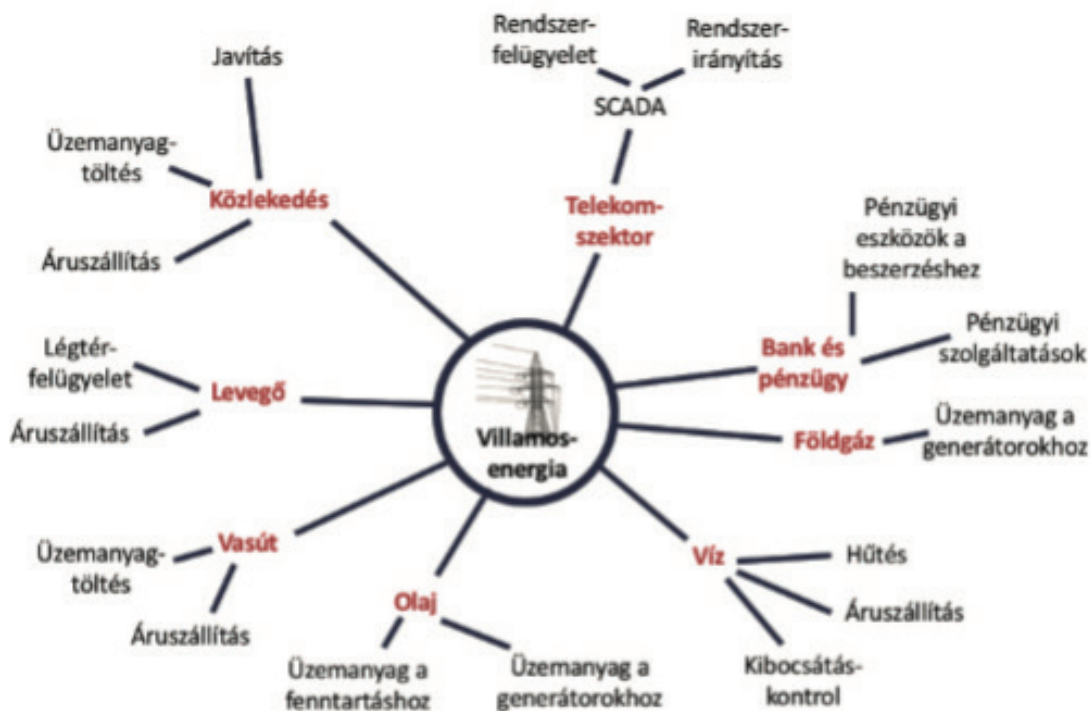 Javítás
Üzemanyag-
töltés
Közlekedés
Áruszállítás
Rendszer-
felügyelet
Rendszer-
irányítás
SCADA
Telekom-
szektor
Pénzügyi
eszközök a
beszerzéshez
Bank és
pénzügy
Pénzügyi
szolgáltatások
Földgáz
Üzemanyag a
generátorokhoz
Légtér-
felügyelet
Levegő
Áruszállítás
Villamos-
energia
Vasút
Üzemanyag-
töltés
Áruszállítás
Olaj
Üzemanyag a
fenntartáshoz
Üzemanyag a
generátorokhoz
Víz
Hűtés
Áruszállítás
Kibocsátás-
kontrol